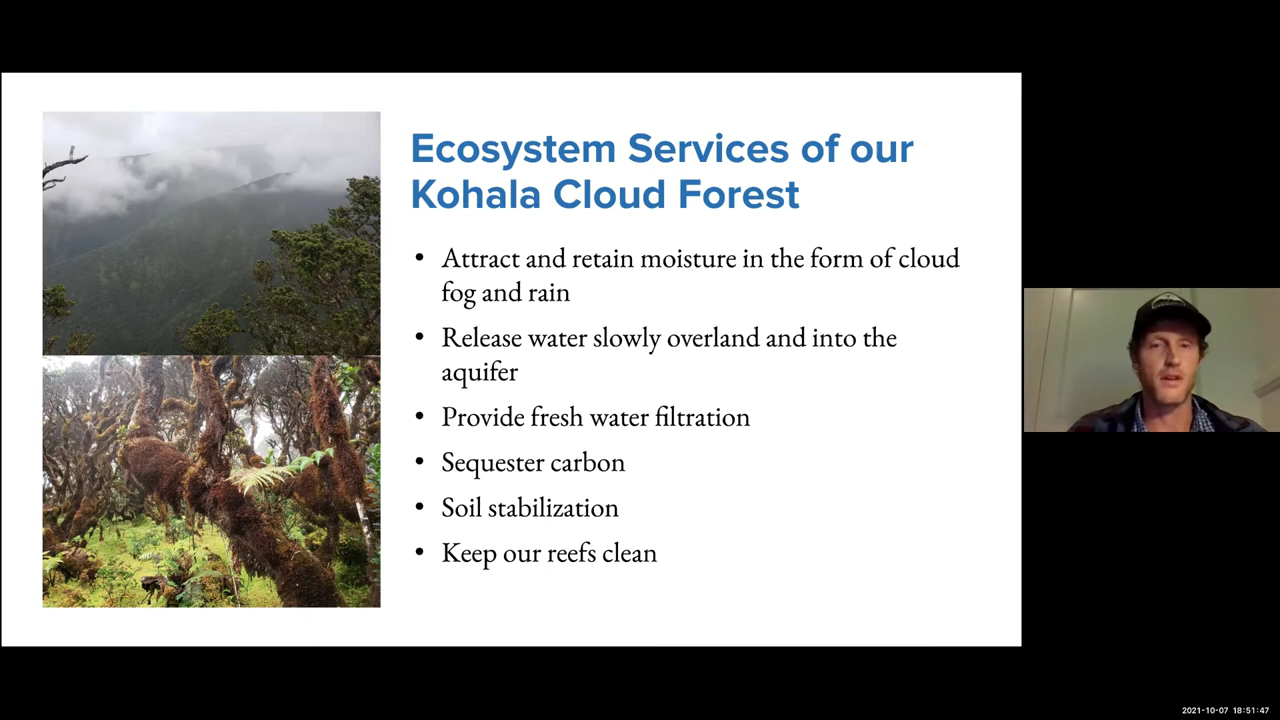 Ecosystem Services of our
Kohala Cloud Forest
• Attract and retain moisture in the form of cloud
fog and rain
• Release water slowly overland and into the
aquifer
• Provide fresh water filtration
• Sequester carbon
• Soil stabilization
• Keep our reefs clean
2021-10-07 18:51:47